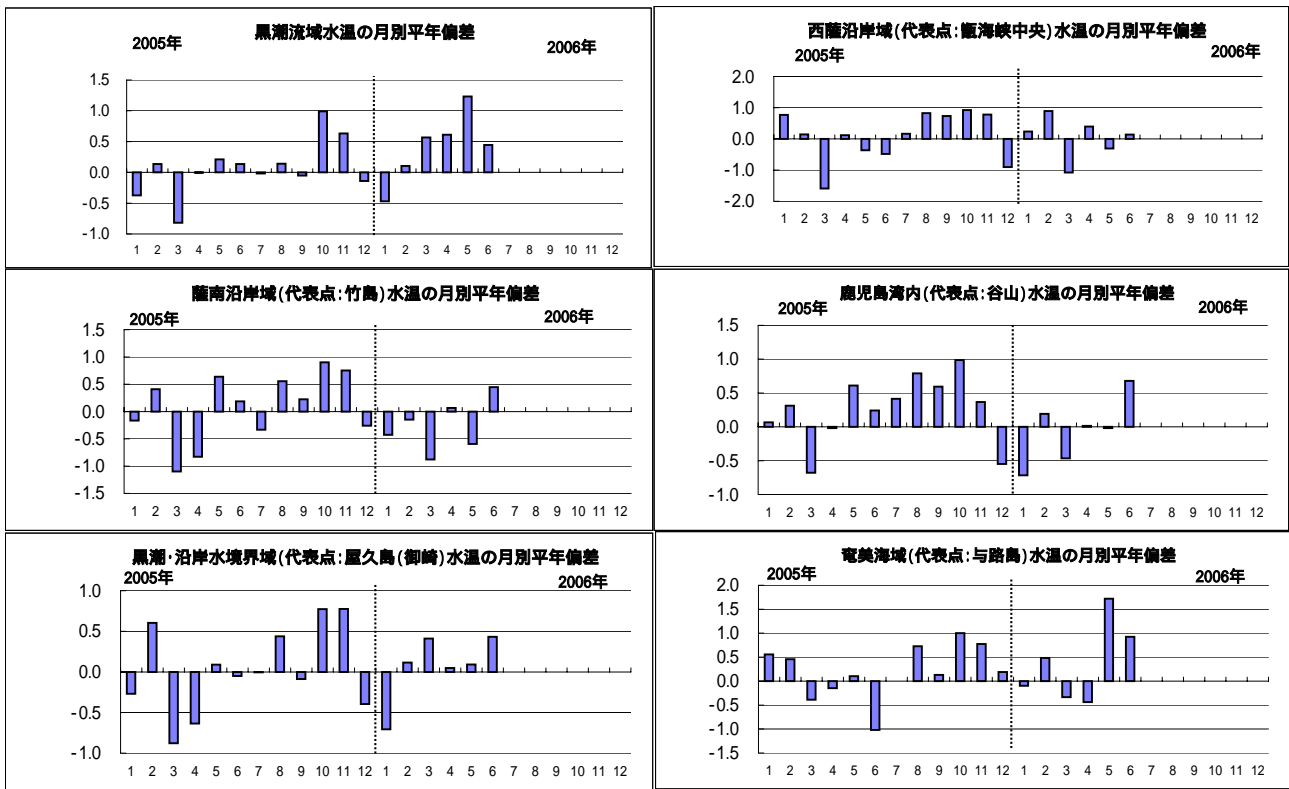 黒潮流域水温の月別平年偏差
2005年
2006年
1.5
1.0
0.5
0.0
-0.5
-1.0
1 2 3 4 5 6 7 8 9 10 11 12 1 2 3 4 5 6 7 8 9 10 11 12
西薩沿岸域(代表点:甑海峡中央)水温の月別平年偏差
2005年
2006年
2.0
1.0
0.0
-1.0
-2.0
1 2 3 4 5 6 7 8 9 10 11 12 1 2 3 4 5 6 7 8 9 10 11 12
薩南沿岸域(代表点:竹島)水温の月別平年偏差
2005年
2006年
1.5
1.0
0.5
0.0
-0.5
-1.0
-1.5
1 2 3 4 5 6 7 8 9 10 11 12 1 2 3 4 5 6 7 8 9 10 11 12
鹿児島湾内(代表点:谷山)水温の月別平年偏差
2005年
2006年
1.5
1.0
0.5
0.0
-0.5
-1.0
1 2 3 4 5 6 7 8 9 10 11 12 1 2 3 4 5 6 7 8 9 10 11 12
黒潮・沿岸水境界域(代表点:屋久島(御崎)水温の月別平年偏差
2005年
2006年
1.0
0.5
0.0
-0.5
-1.0
1 2 3 4 5 6 7 8 9 10 11 12 1 2 3 4 5 6 7 8 9 10 11 12
奄美海域(代表点:与路島)水温の月別平年偏差
2005年
2006年
2.0
1.5
1.0
0.5
0.0
-0.5
-1.0
-1.5
1 2 3 4 5 6 7 8 9 10 11 12 1 2 3 4 5 6 7 8 9 10 11 12